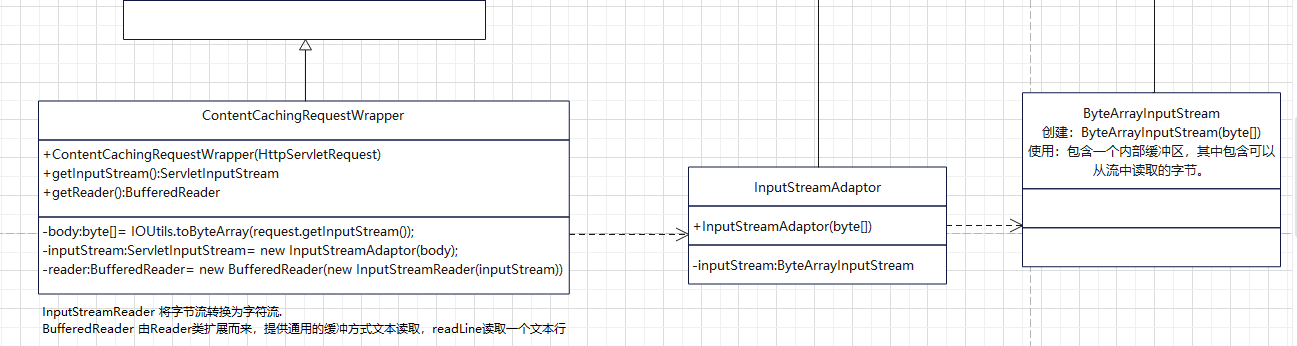 ContentCachingRequestWrapper
+ContentCachingRequestWrapper(HttpServletRequest)
+getInputStream():ServletInputStream
+getReader():BufferedReader
-body:byte[]= IOUtils.toByteArray(request.getInputStream());
-inputStream:ServletInputStream= new InputStreamAdaptor(body);
-reader:BufferedReader= new BufferedReader(new InputStreamReader(inputStream))
InputStreamReader 将字节流转换为字符流.
BufferedReader 由Reader类扩展而来，提供通用的缓冲方式文本读取，readLine读取一个文本行
InputStreamAdaptor
+InputStreamAdaptor(byte[])
-inputStream:ByteArrayInputStream
ByteArrayInputStream
创建：ByteArrayInputStream(byte[])
使用：包含一个内部缓冲区，其中包含可以
从流中读取的字节。